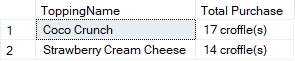 ToppingName Total Purchase
1 Coco Crunch 17 croffle(s)
2 Strawberry Cream Cheese 14 croffle(s)